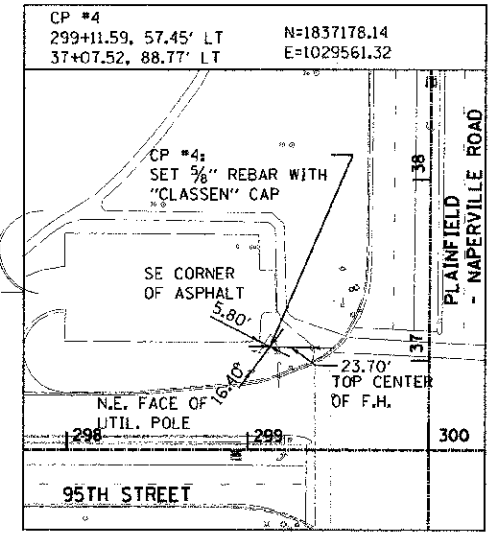 CP #4
299+11.59, 57.45' LT
37+07.52, 88.77' LT
N=1837178.14
E=1029561.32
CP #4:
SET 5/8" REBAR WITH
"CLASSEN" CAP
38
PLAINFIELD
- NAPERVILLE ROAD
SE CORNER
OF ASPHALT
5.80'
37
16.40'
23.70'
TOP CENTER
OF F.H.
N.E. FACE OF
UTIL. POLE
298
299
300
95TH STREET